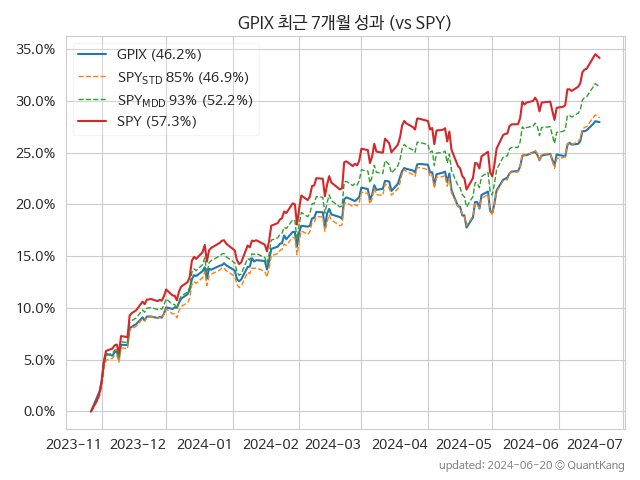 GPIX 최근 7개월 성과 (vs SPY)
35.0%
30.0%
25.0%
20.0%
15.0%
10.0%
5.0%
0.0%
GPIX (46.2%)
SPY_STD 85% (46.9%)
SPY_MDD 93% (52.2%)
SPY (57.3%)
2023-11 2023-12 2024-01 2024-02 2024-03 2024-04 2024-05 2024-06 2024-07
updated: 2024-06-20 © QuantKang